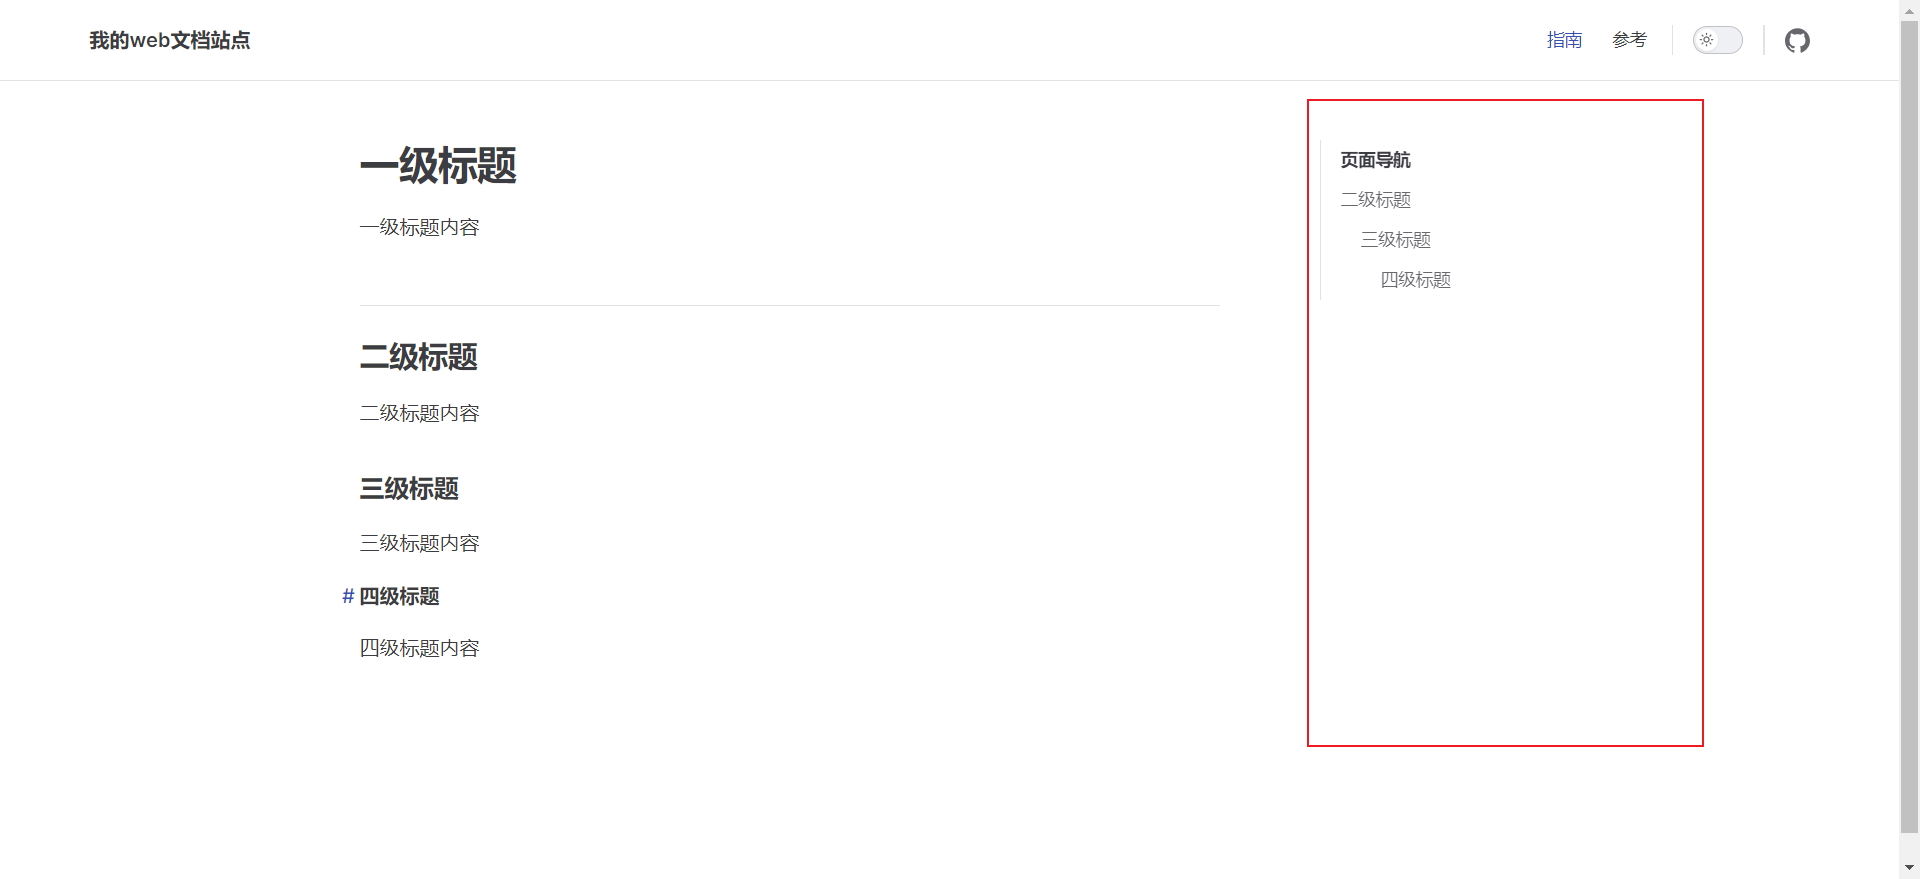 我的web文档站点
指南 参考
一级标题
一级标题内容
二级标题
二级标题内容
三级标题
三级标题内容
# 四级标题
四级标题内容
页面导航
二级标题
三级标题
四级标题